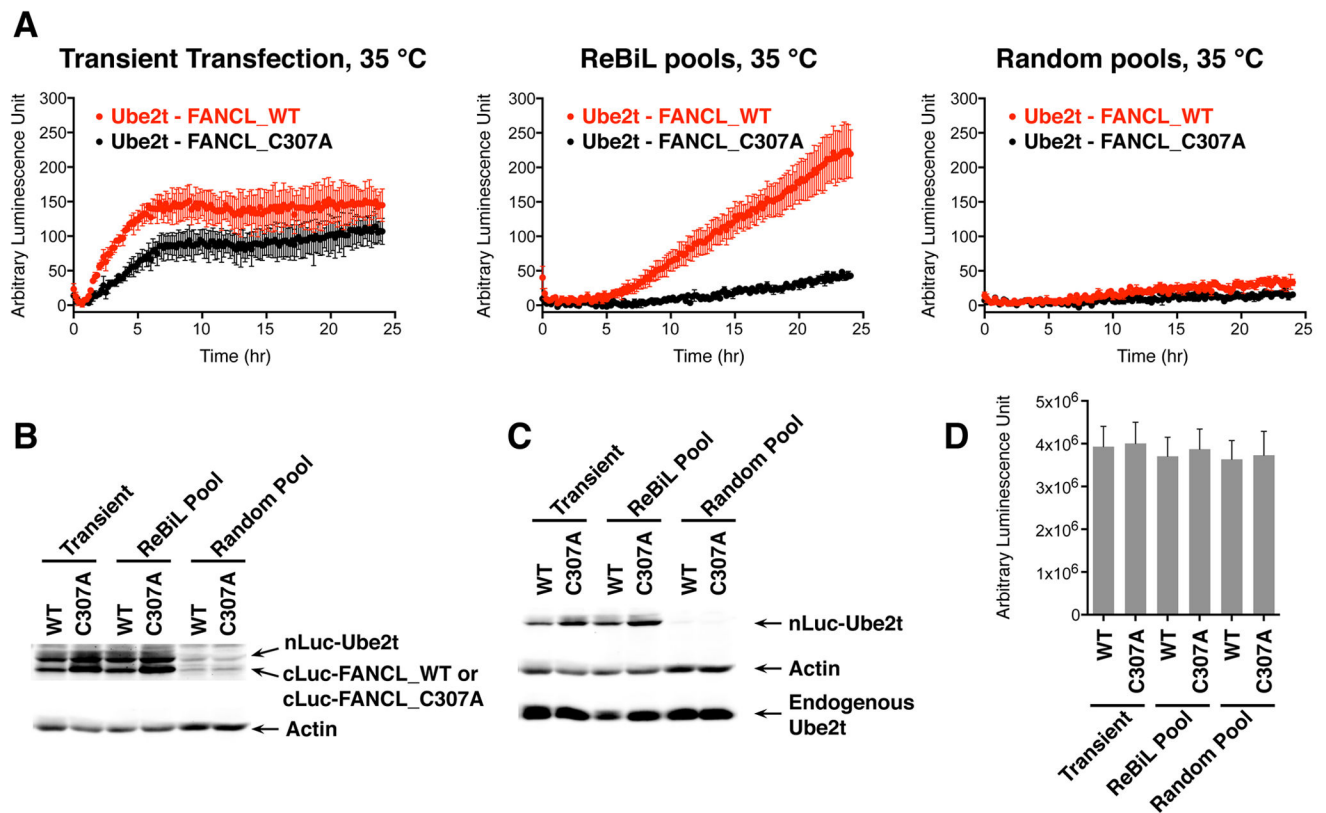 A
Transient Transfection, 35 °C
ReBiL pools, 35 °C
Random pools, 35 °C
Arbitrary Luminescence Unit
300
250
200
150
100
50
0
Ube2t - FANCL_WT
Ube2t - FANCL_C307A
0 5 10 15 20 25
Time (hr)
Arbitrary Luminescence Unit
300
250
200
150
100
50
0
Ube2t - FANCL_WT
Ube2t - FANCL_C307A
0 5 10 15 20 25
Time (hr)
Arbitrary Luminescence Unit
300
250
200
150
100
50
0
Ube2t - FANCL_WT
Ube2t - FANCL_C307A
0 5 10 15 20 25
Time (hr)
B
Transient
ReBiL Pool
Random Pool
WT C307A WT C307A WT C307A
nLuc-Ube2t
cLuc-FANCL_WT or
cLuc-FANCL_C307A
Actin
C
Transient
ReBiL Pool
Random Pool
WT C307A WT C307A WT C307A
nLuc-Ube2t
Actin
Endogenous
Ube2t
D
Arbitrary Luminescence Unit
5x10⁶
4x10⁶
3x10⁶
2x10⁶
1x10⁶
0
WT C307A WT C307A WT C307A
Transient
ReBiL Pool
Random Pool